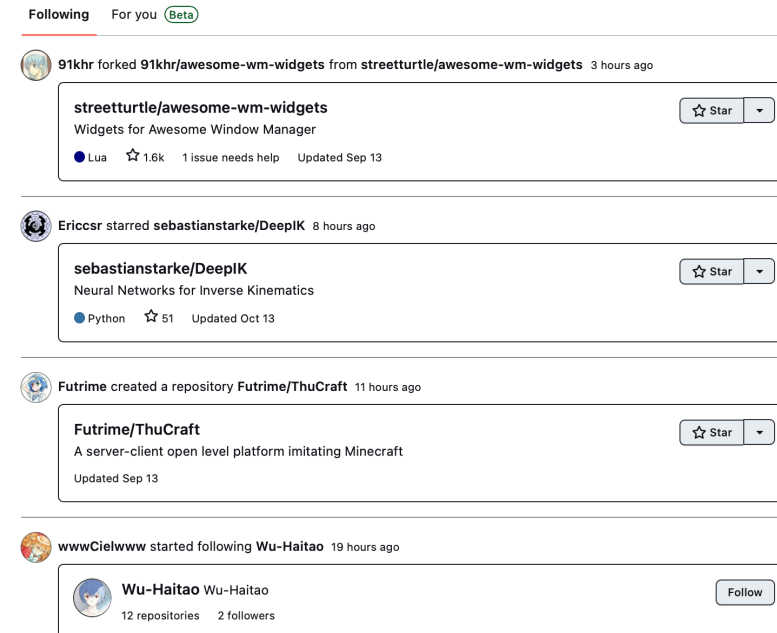 Following For you Beta
91khr forked 91khr/awesome-wm-widgets from streetturtle/awesome-wm-widgets 3 hours ago
streetturtle/awesome-wm-widgets
Star
Widgets for Awesome Window Manager
Lua 1.6k 1 issue needs help Updated Sep 13
Ericcsr starred sebastianstarke/DeepIK 8 hours ago
sebastianstarke/DeepIK
Star
Neural Networks for Inverse Kinematics
Python 51 Updated Oct 13
Futrime created a repository Futrime/ThuCraft 11 hours ago
Futrime/ThuCraft
Star
A server-client open level platform imitating Minecraft
Updated Sep 13
wwwCielwww started following Wu-Haitao 19 hours ago
Wu-Haitao Wu-Haitao
Follow
12 repositories 2 followers